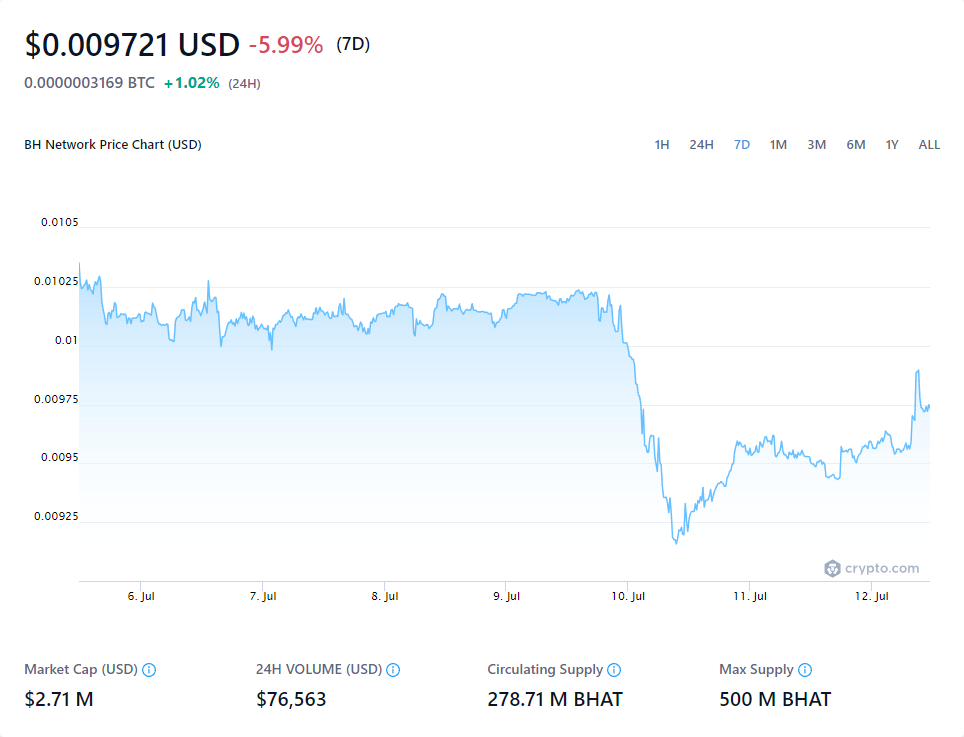 $0.009721 USD -5.99% (7D)
0.0000003169 BTC +1.02% (24H)
BH Network Price Chart (USD) 1H 24H 7D 1M 3M 6M 1Y ALL
0.0105
0.01025
0.01
0.00975
0.0095
0.00925
crypto.com
6. Jul 7. Jul 8. Jul 9. Jul 10. Jul 11. Jul 12. Jul
Market Cap (USD) 24H VOLUME (USD) Circulating Supply Max Supply
$2.71 M $76,563 278.71 M BHAT 500 M BHAT